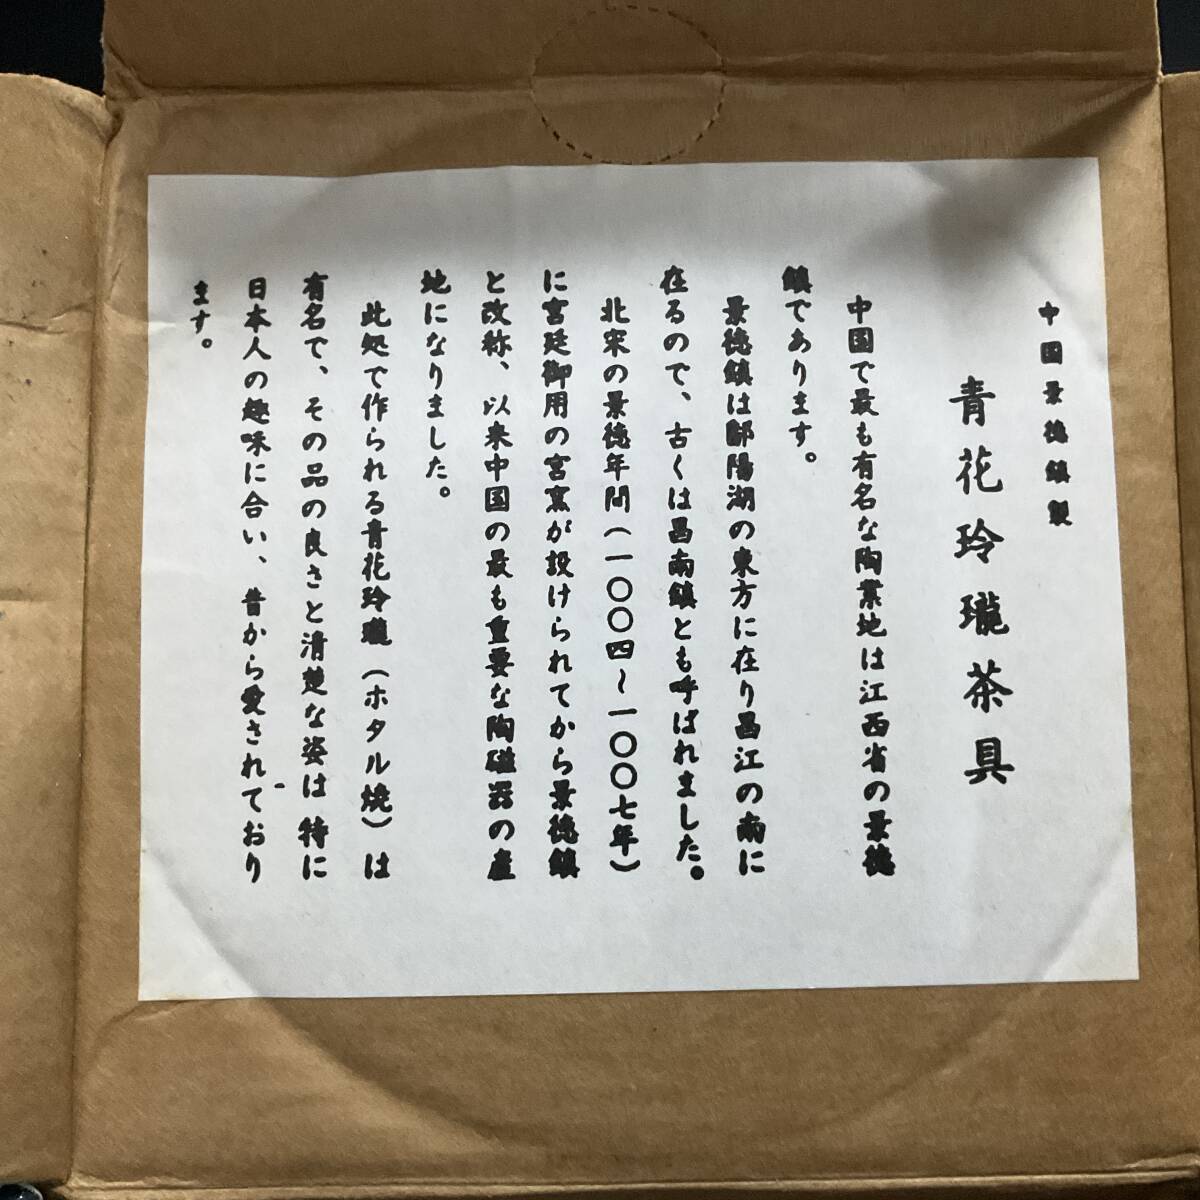 中国景徳鎮製
青花玲瓏茶具
中国で最も有名な陶業地は江西省の景徳
鎮であります。
景徳鎮は鄱陽湖の東方に在り昌江の南に
在るので、古くは昌南鎮とも呼ばれました。
北宋の景徳年間(一〇〇四〜一〇〇七年)
に宮廷御用の宮窯が設けられてから景徳鎮
と改称、以来中国の最も重要な陶磁器の産
地になりました。
此処で作られる青花玲瓏(ホタル焼)は
有名で、その品の良さと清楚な姿は特に
日本人の趣味に合い、昔から愛されており
ます。